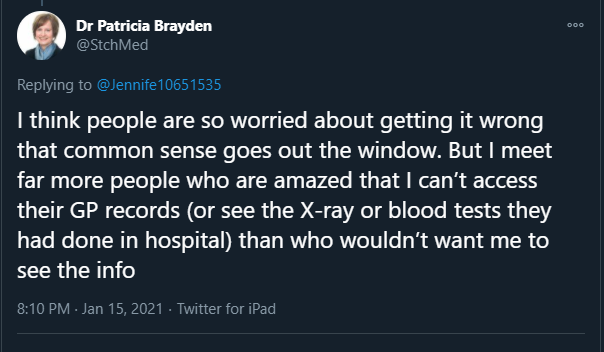 Dr Patricia Brayden
@StchMed
Replying to @Jennife10651535
I think people are so worried about getting it wrong
that common sense goes out the window. But I meet
far more people who are amazed that I can’t access
their GP records (or see the X-ray or blood tests they
had done in hospital) than who wouldn’t want me to
see the info
8:10 PM · Jan 15, 2021 · Twitter for iPad